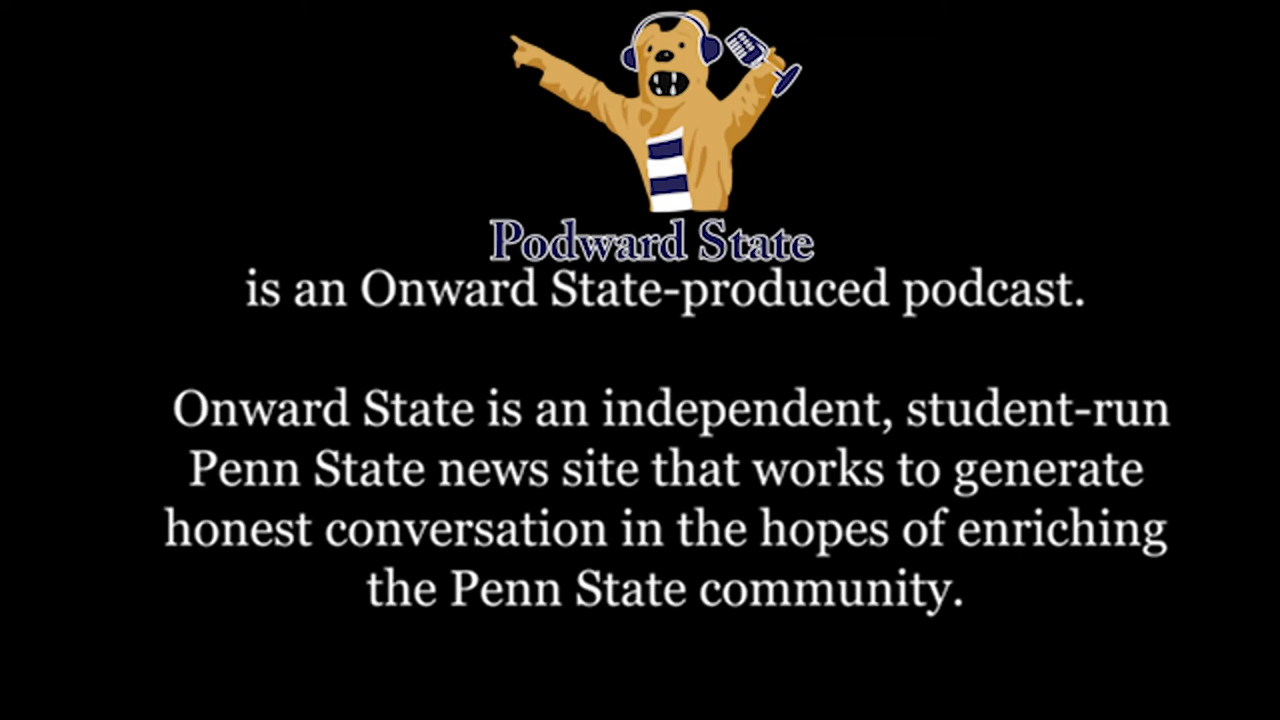 Podward State
is an Onward State-produced podcast.
Onward State is an independent, student-run
Penn State news site that works to generate
honest conversation in the hopes of enriching
the Penn State community.